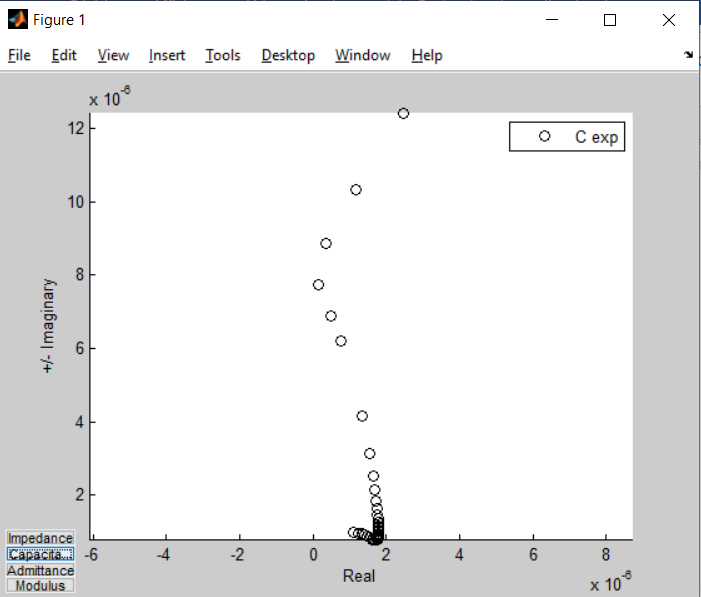 Figure 1
File Edit View Insert Tools Desktop Window Help
x 10^-6
12
10
8
6
4
2
+/- Imaginary
C exp
-6 -4 -2 0 2 4 6 8
Real
x 10^-6
Impedance
Capacita...
Admittance
Modulus